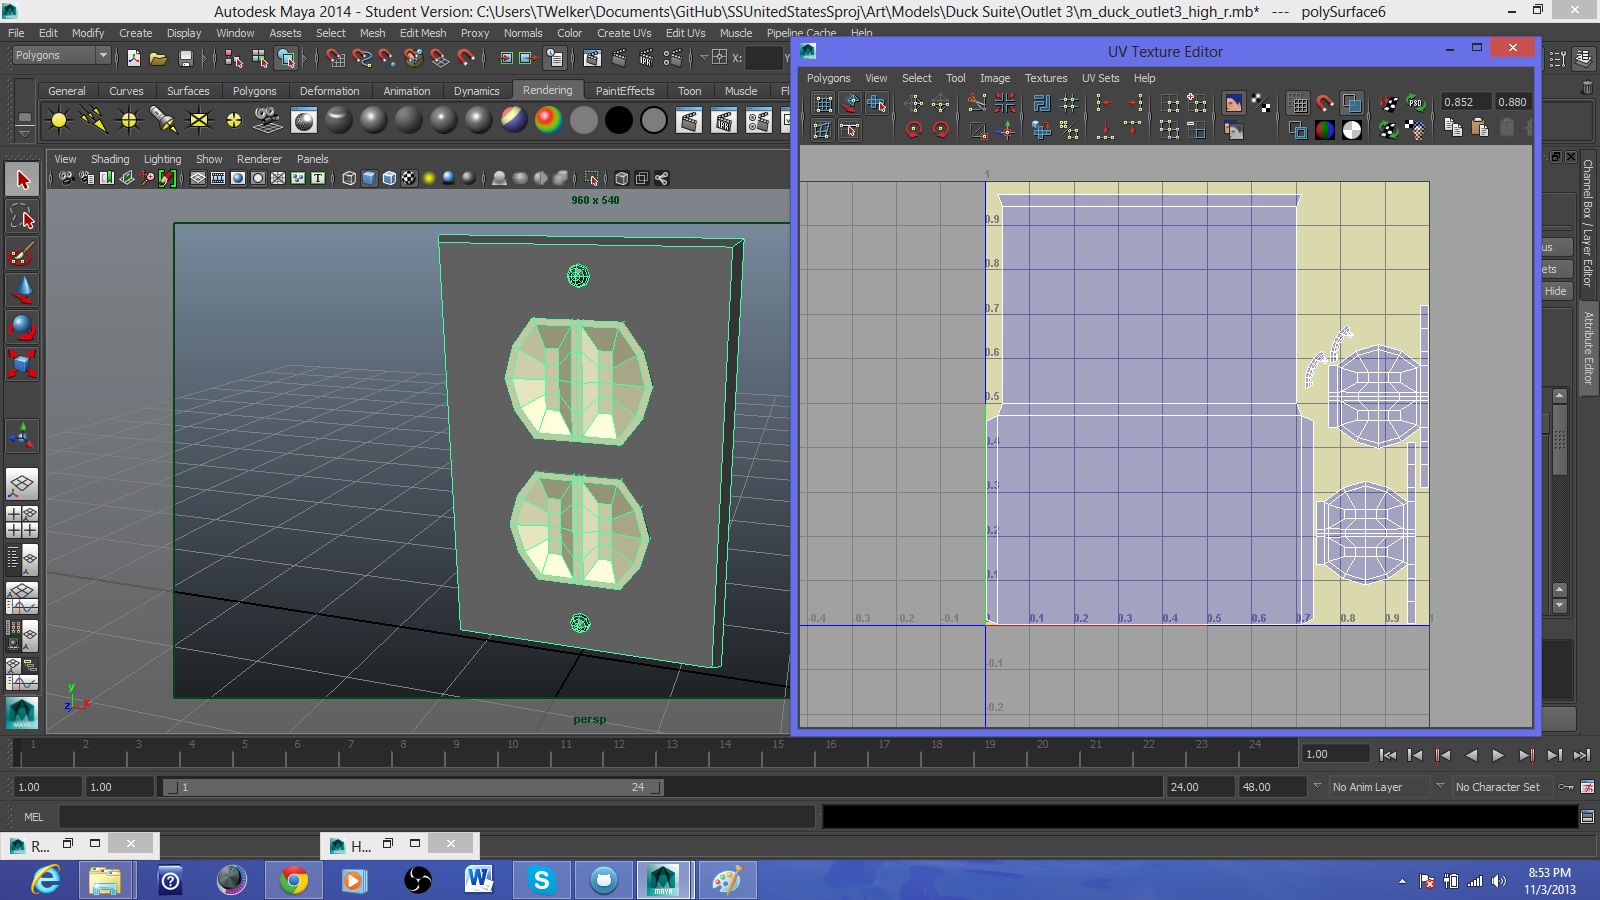 Autodesk Maya 2014 - Student Version: C:\Users\TWelker\Documents\GitHub\SSUnitedStatesSproj\Art\Models\Duck Suite\Outlet 3\m_duck_outlet3_high_r.mb* --- polySurface6
File Edit Modify Create Display Window Assets Select Mesh Edit Mesh Proxy Normals Color Create UVs Edit UVs Muscle Pipeline Cache Help
Polygons
X:
General Curves Surfaces Polygons Deformation Animation Dynamics Rendering PaintEffects Toon Muscle
View Shading Lighting Show Renderer Panels
960 x 540
persp
y
z
x
UV Texture Editor
Polygons View Select Tool Image Textures UV Sets Help
0.852 0.880
1
0.9
0.8
0.7
0.6
0.5
0.4
0.3
0.2
0.1
-0.4 -0.3 -0.2 -0.1 0.1 0.2 0.3 0.4 0.5 0.6 0.7 0.8 0.9 1
-0.1
-0.2
Channel Box / Layer Editor
Attribute Editor
us
ets
Hide
1 2 3 4 5 6 7 8 9 10 11 12 13 14 15 16 17 18 19 20 21 22 23 24
1.00
1.00 1.00 1 24 24.00 48.00 No Anim Layer No Character Set
MEL
R... H...
8:53 PM
11/3/2013